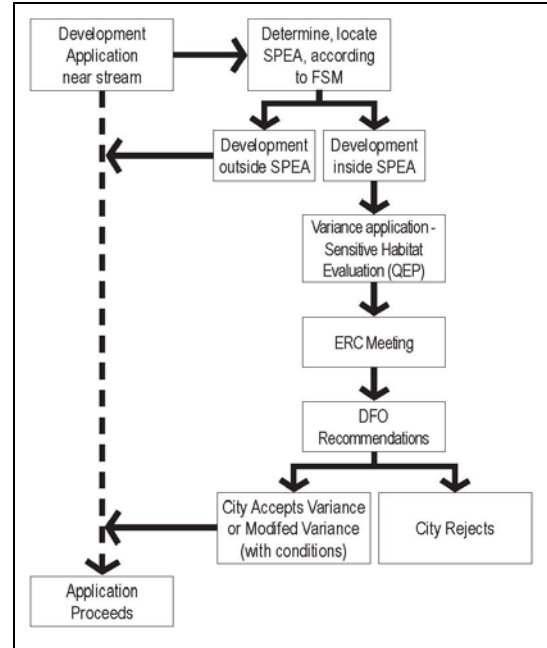 Development
Application
near stream
Determine, locate
SPEA, according
to FSM
Development
outside SPEA
Development
inside SPEA
Variance application -
Sensitive Habitat
Evaluation (QEP)
ERC Meeting
DFO
Recommendations
City Accepts Variance
or Modifed Variance
(with conditions)
City Rejects
Application
Proceeds